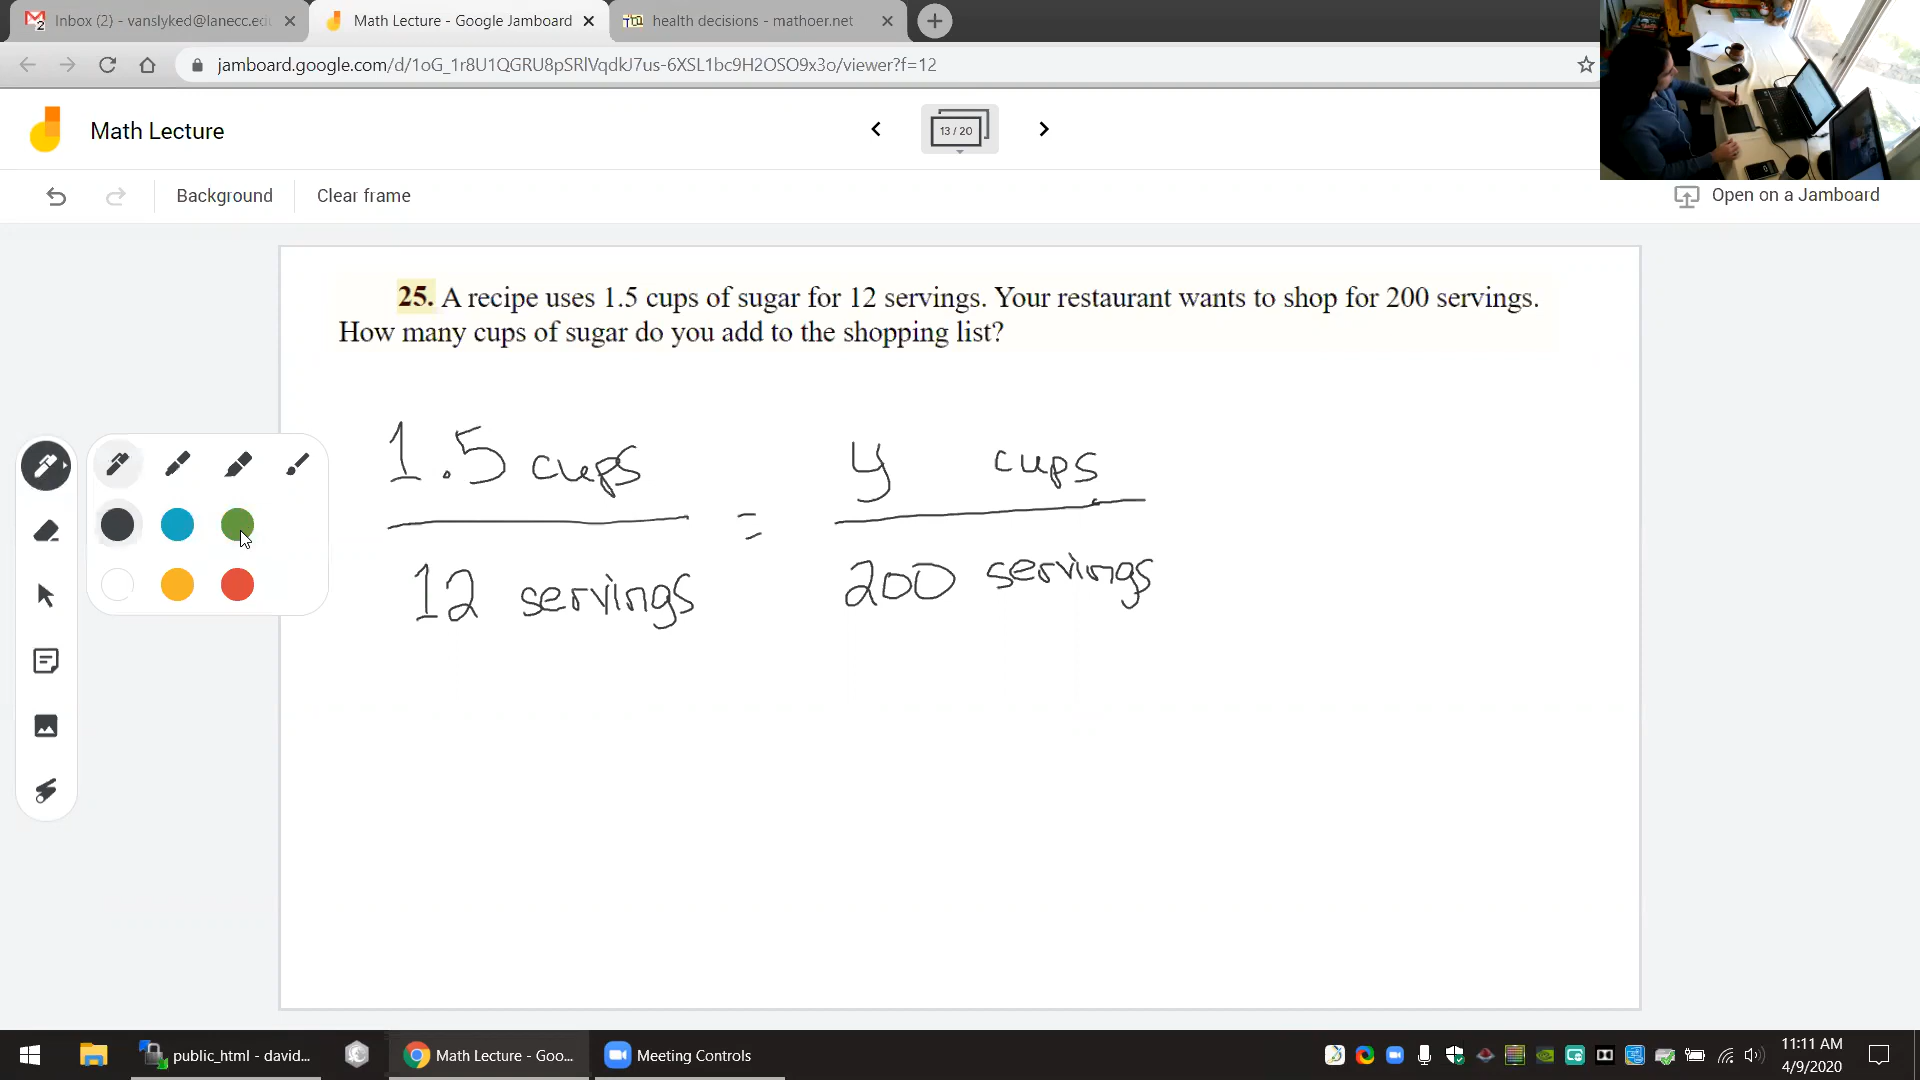 Inbox (2) - vanslyked@lanecc.edu
Math Lecture - Google Jamboard
health decisions - mathoer.net
jamboard.google.com/d/1oG_1r8U1QGRU8pSRlVqdkJ7us-6XSL1bc9H2OSO9x3o/viewer?f=12
Math Lecture
13 / 20
Background
Clear frame
Open on a Jamboard
25. A recipe uses 1.5 cups of sugar for 12 servings. Your restaurant wants to shop for 200 servings.
How many cups of sugar do you add to the shopping list?
1.5 cups
y cups
=
12 servings
200 servings
public_html - david...
Math Lecture - Goo...
Meeting Controls
11:11 AM
4/9/2020